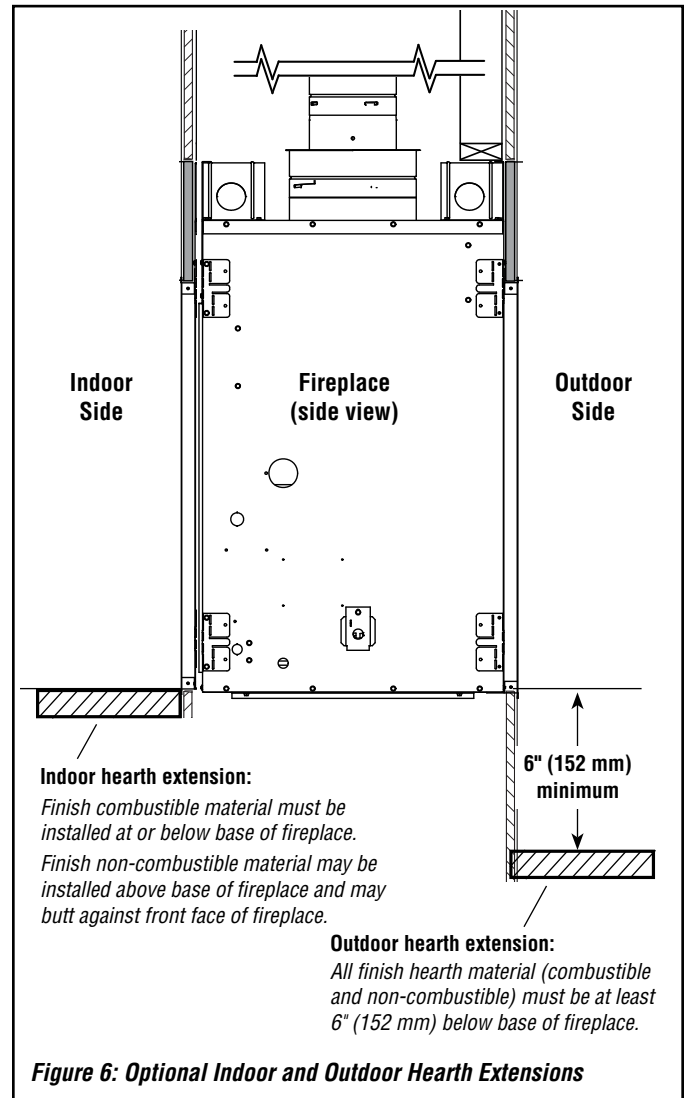 Indoor
Side
Fireplace
(side view)
Outdoor
Side
6" (152 mm)
minimum
Indoor hearth extension:
Finish combustible material must be
installed at or below base of fireplace.
Finish non-combustible material may be
installed above base of fireplace and may
butt against front face of fireplace.
Outdoor hearth extension:
All finish hearth material (combustible
and non-combustible) must be at least
6" (152 mm) below base of fireplace.
Figure 6: Optional Indoor and Outdoor Hearth Extensions